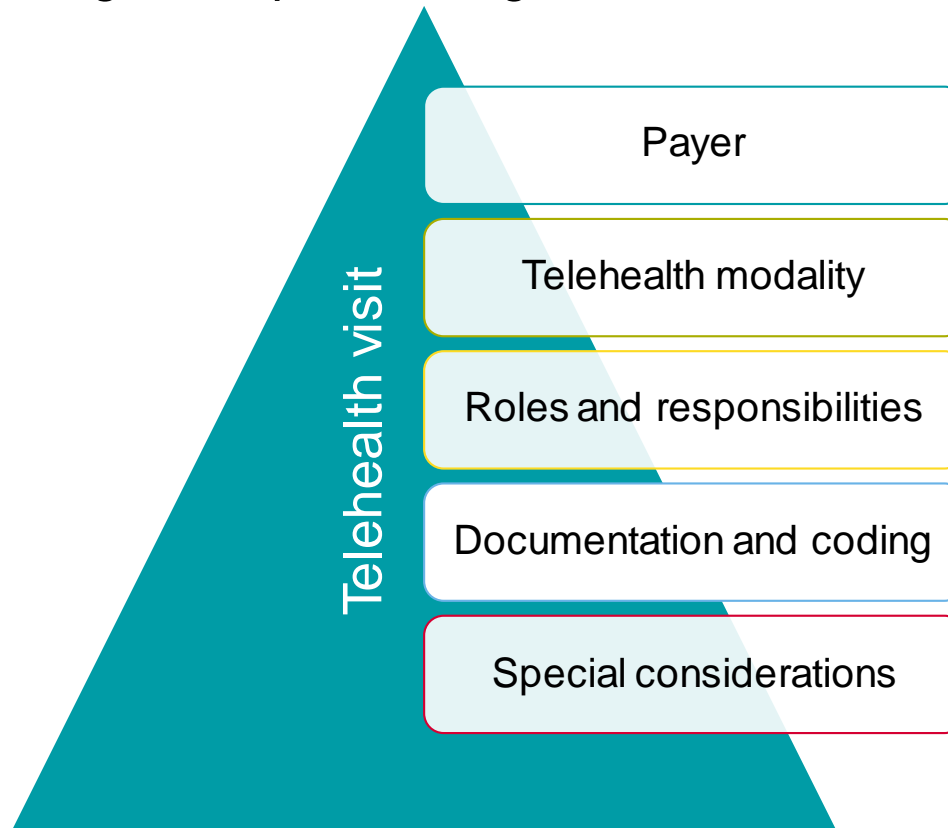 Telehealth visit
Payer
Telehealth modality
Roles and responsibilities
Documentation and coding
Special considerations